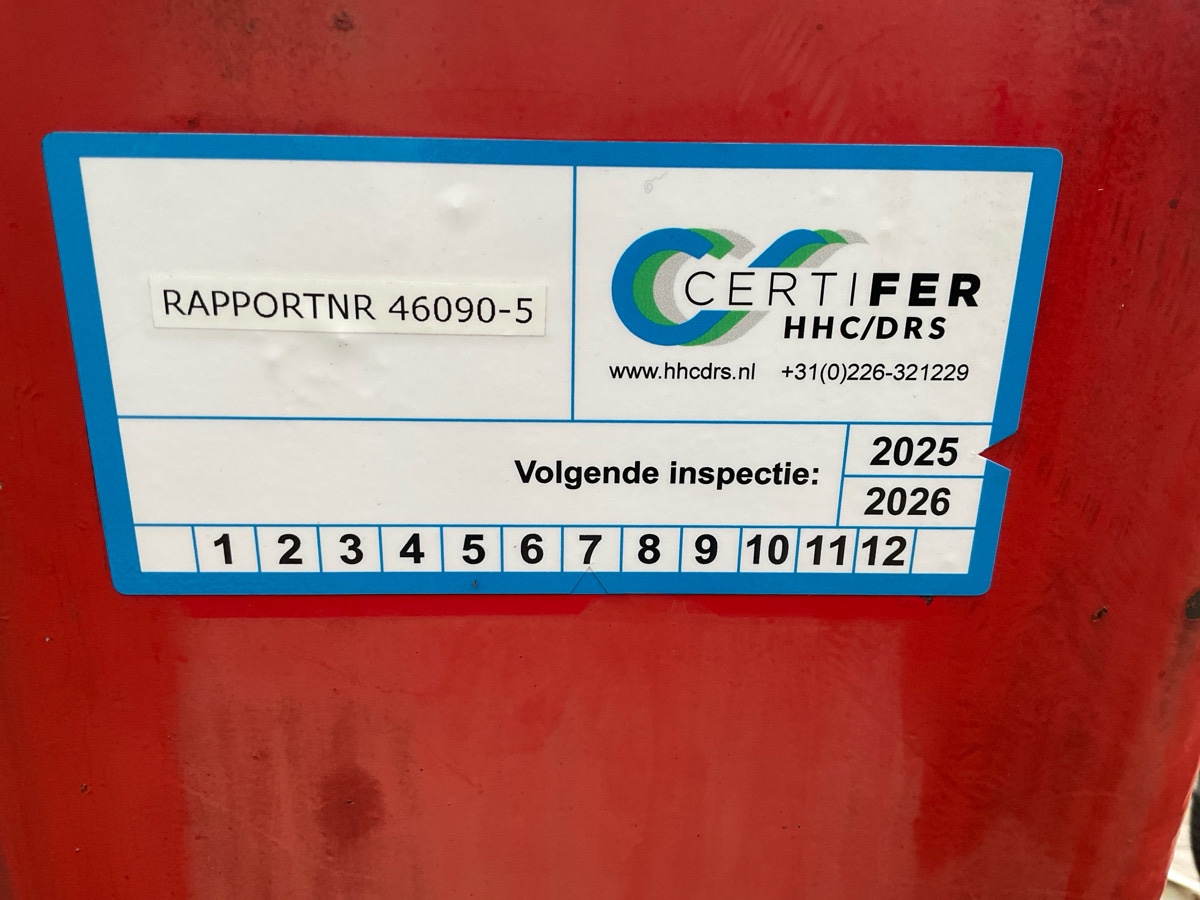 RAPPORTNR 46090-5
CERTIFER
HHC/DRS
www.hhcdrs.nl +31(0)226-321229
Volgende inspectie:
2025
2026
1 2 3 4 5 6 7 8 9 10 11 12